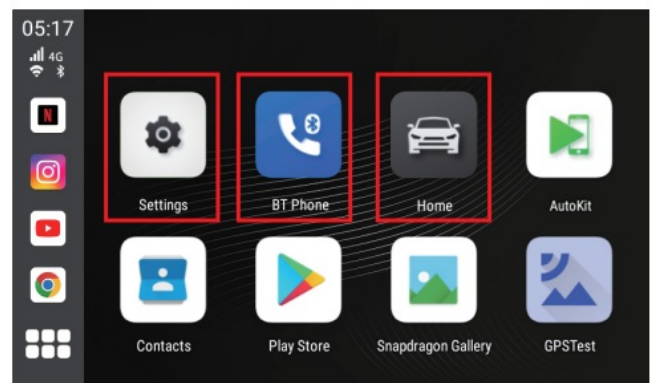 05:17
4G
Settings
BT Phone
Home
AutoKit
Contacts
Play Store
Snapdragon Gallery
GPSTest